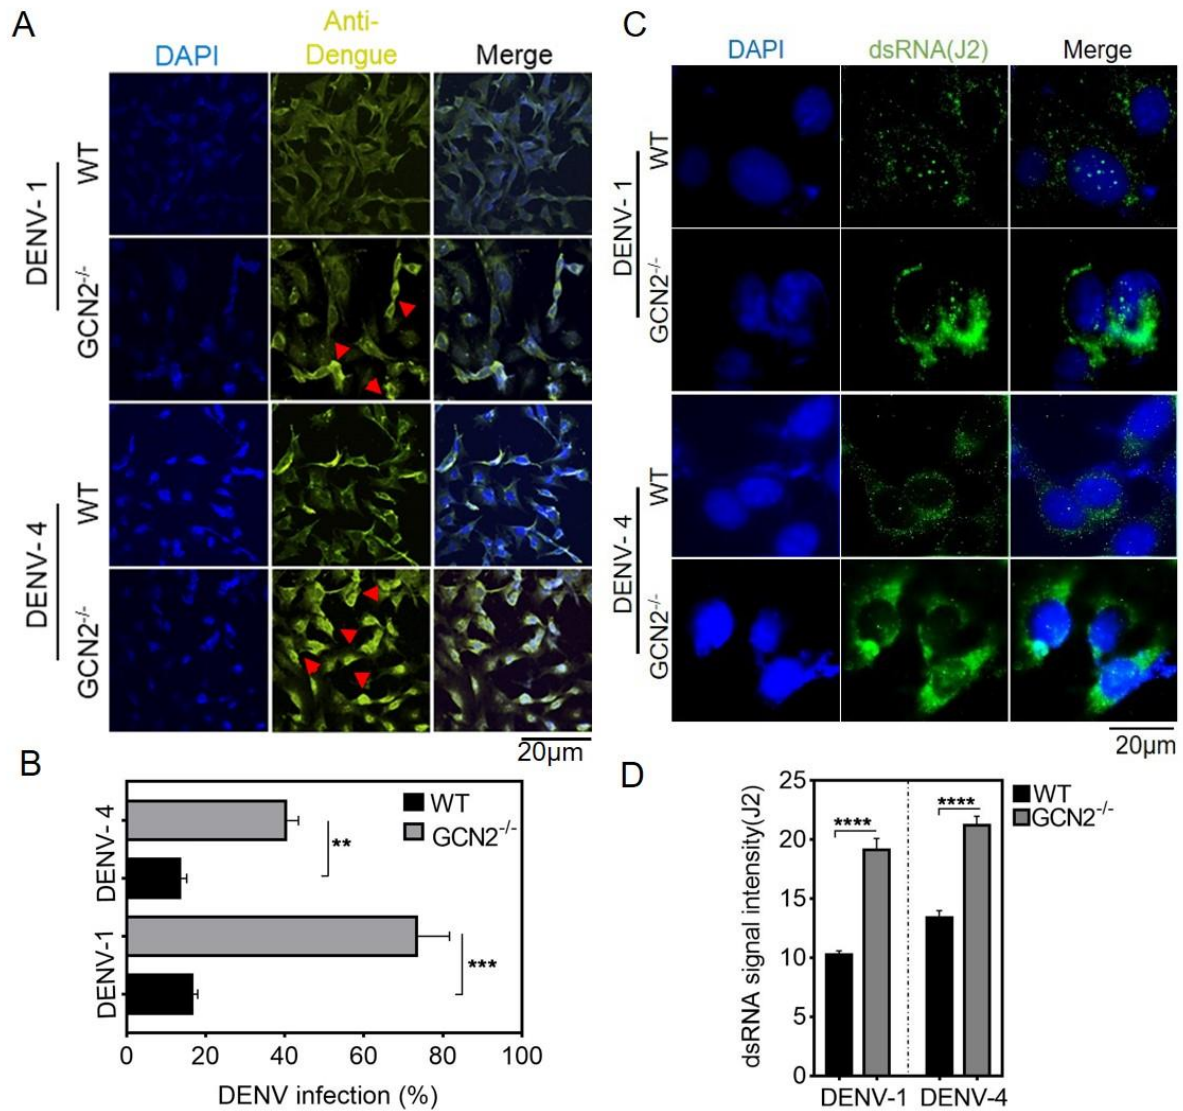 A
DAPI
Anti-
Dengue
Merge
DENV- 1
WT
GCN2-/-
DENV- 4
WT
GCN2-/-
20µm
B
DENV- 4
DENV-1
WT
GCN2-/-
**
***
0 20 40 60 80 100
DENV infection (%)
C
DAPI
dsRNA(J2)
Merge
DENV- 1
WT
GCN2-/-
DENV- 4
WT
GCN2-/-
20µm
D
dsRNA signal intensity(J2)
25
20
15
10
5
0
****
****
WT
GCN2-/-
DENV-1 DENV-4